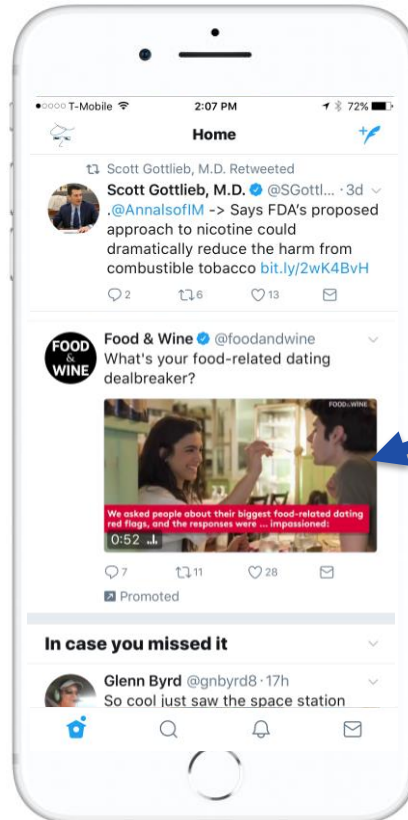 T-Mobile 2:07 PM 72%
Home
Scott Gottlieb, M.D. Retweeted
Scott Gottlieb, M.D. @SGottl... · 3d
.@AnnalsofIM -> Says FDA's proposed
approach to nicotine could
dramatically reduce the harm from
combustible tobacco bit.ly/2wK4BvH
2 6 13
FOOD
&
WINE
Food & Wine @foodandwine
What's your food-related dating
dealbreaker?
FOOD&WINE
We asked people about their biggest food-related dating
red flags, and the responses were ... impassioned:
0:52
7 11 28
Promoted
In case you missed it
Glenn Byrd @gnbyrd8 · 17h
So cool just saw the space station